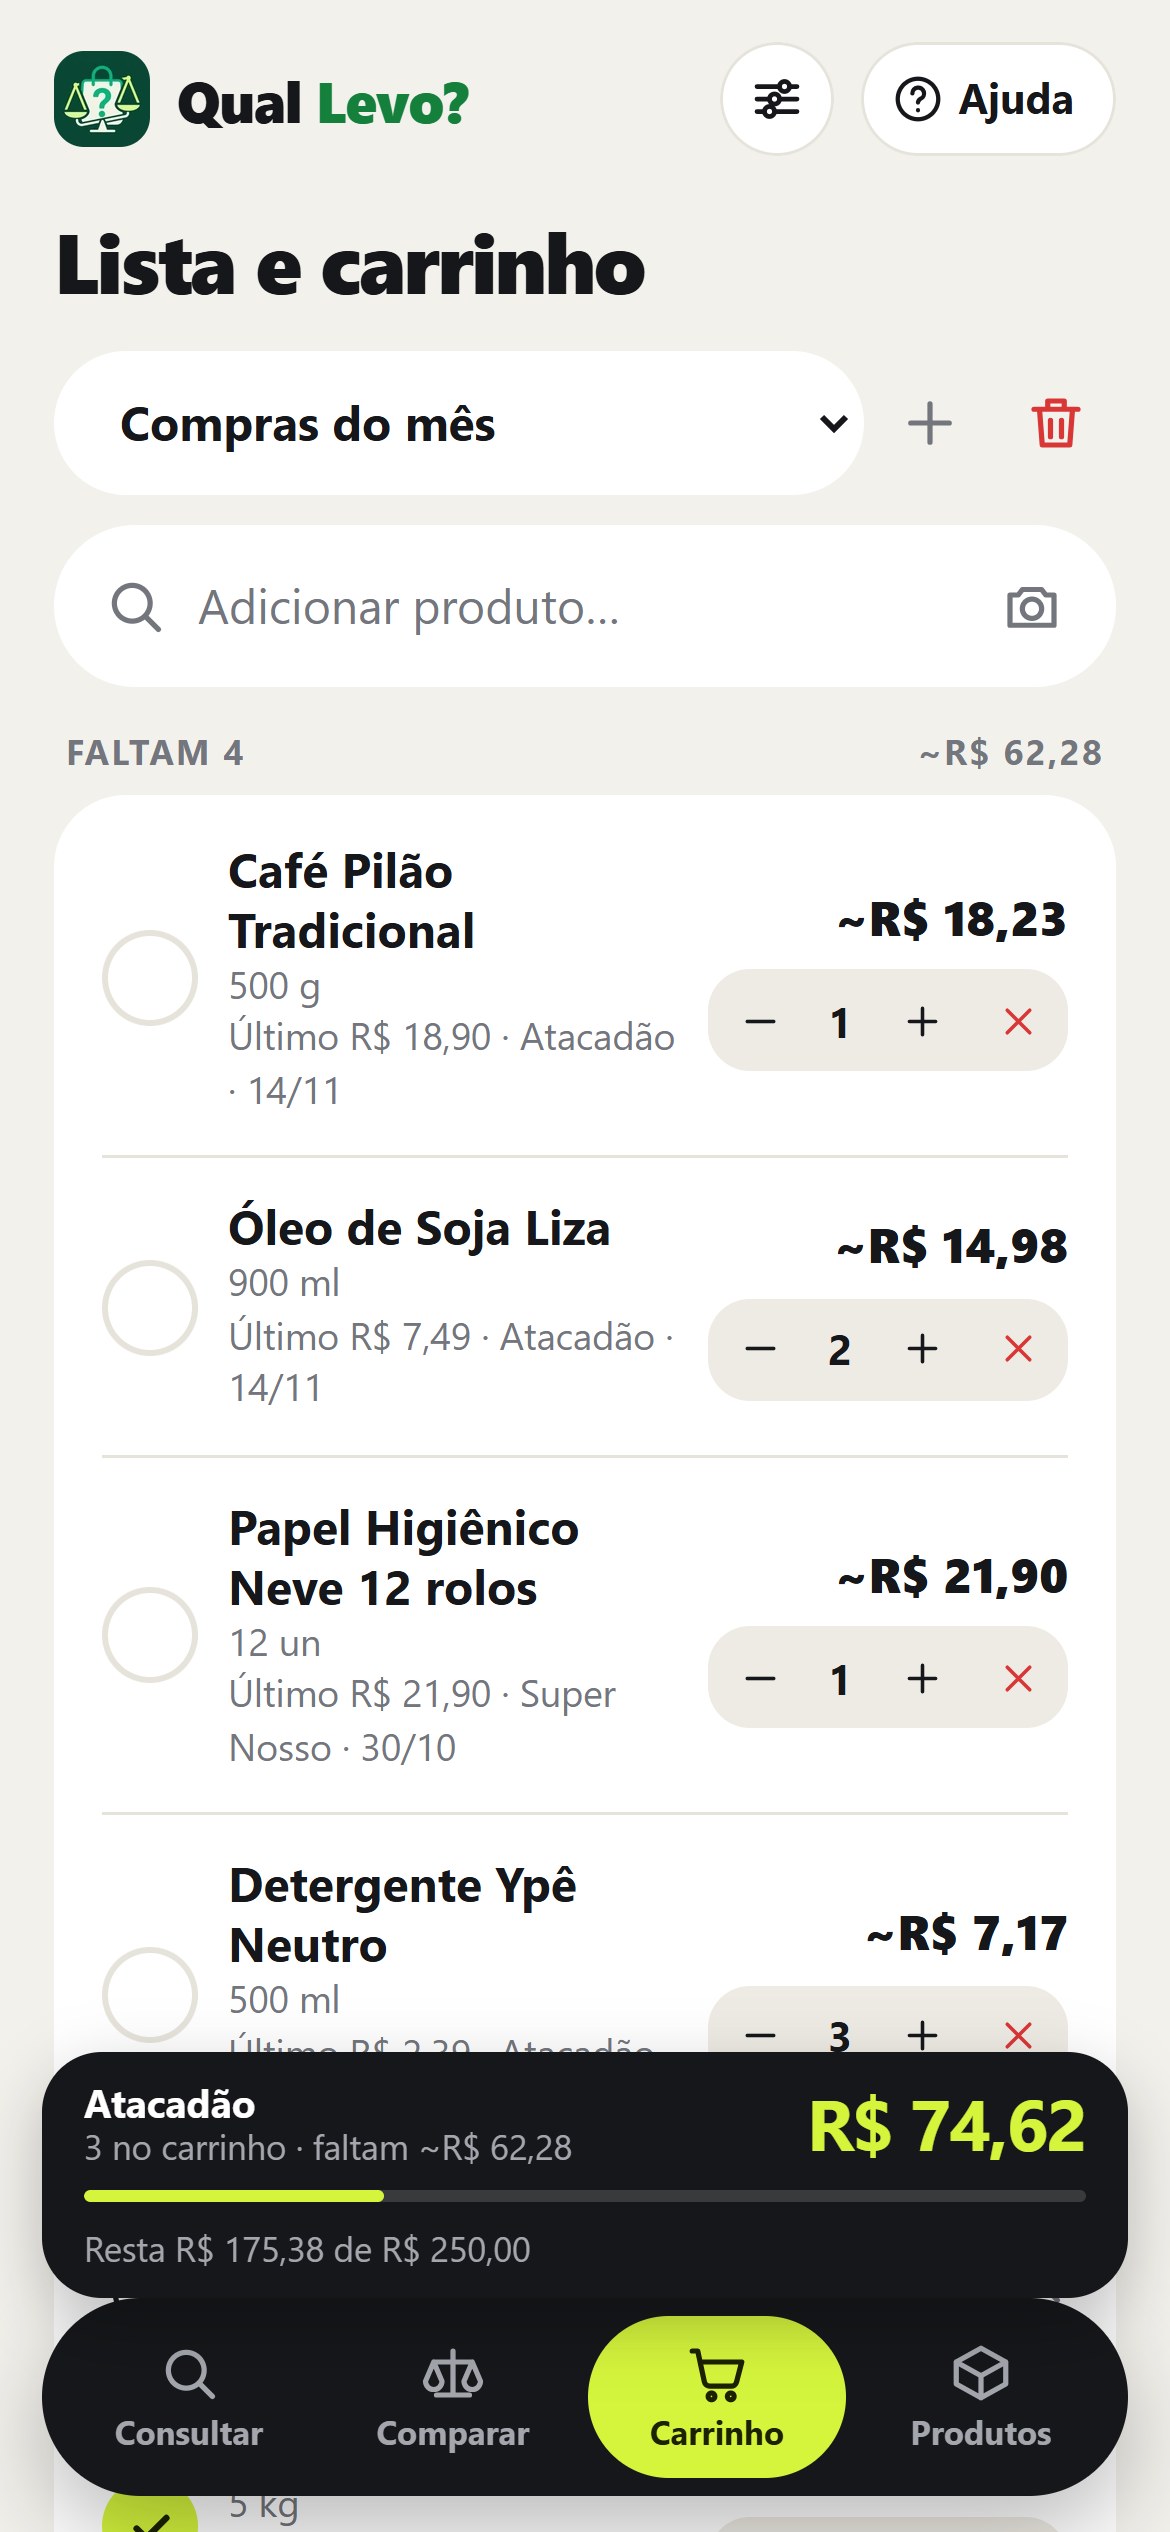 Qual Levo?
Ajuda
Lista e carrinho
Compras do mês
Adicionar produto...
FALTAM 4
~R$ 62,28
Café Pilão
Tradicional
500 g
Último R$ 18,90 · Atacadão
· 14/11
~R$ 18,23
1
Óleo de Soja Liza
900 ml
Último R$ 7,49 · Atacadão ·
14/11
~R$ 14,98
2
Papel Higiênico
Neve 12 rolos
12 un
Último R$ 21,90 · Super
Nosso · 30/10
~R$ 21,90
1
Detergente Ypê
Neutro
500 ml
Último R$ 2,39 · Atacadão
~R$ 7,17
3
Atacadão
3 no carrinho · faltam ~R$ 62,28
R$ 74,62
Resta R$ 175,38 de R$ 250,00
Consultar
Comparar
Carrinho
Produtos
5 kg